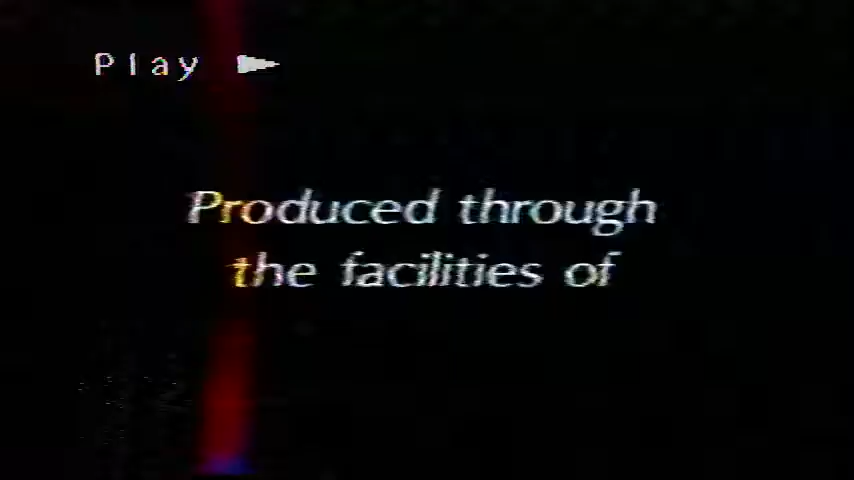 Play
Produced through
the facilities of